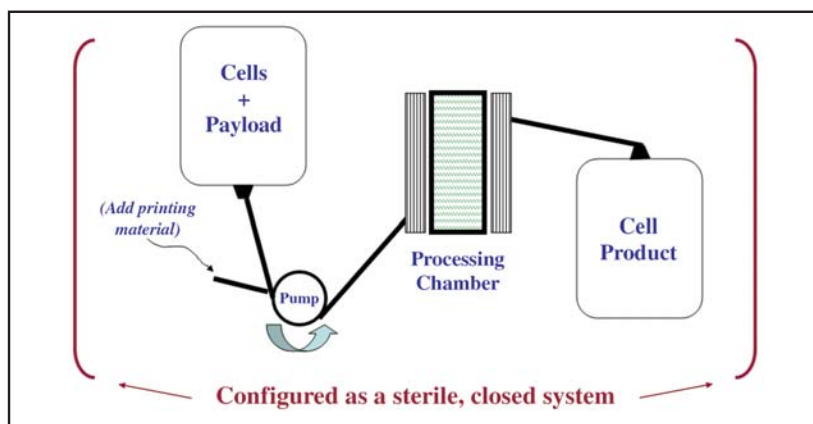 Cells
+
Payload
(Add printing
material)
Pump
Processing
Chamber
Cell
Product
Configured as a sterile, closed system